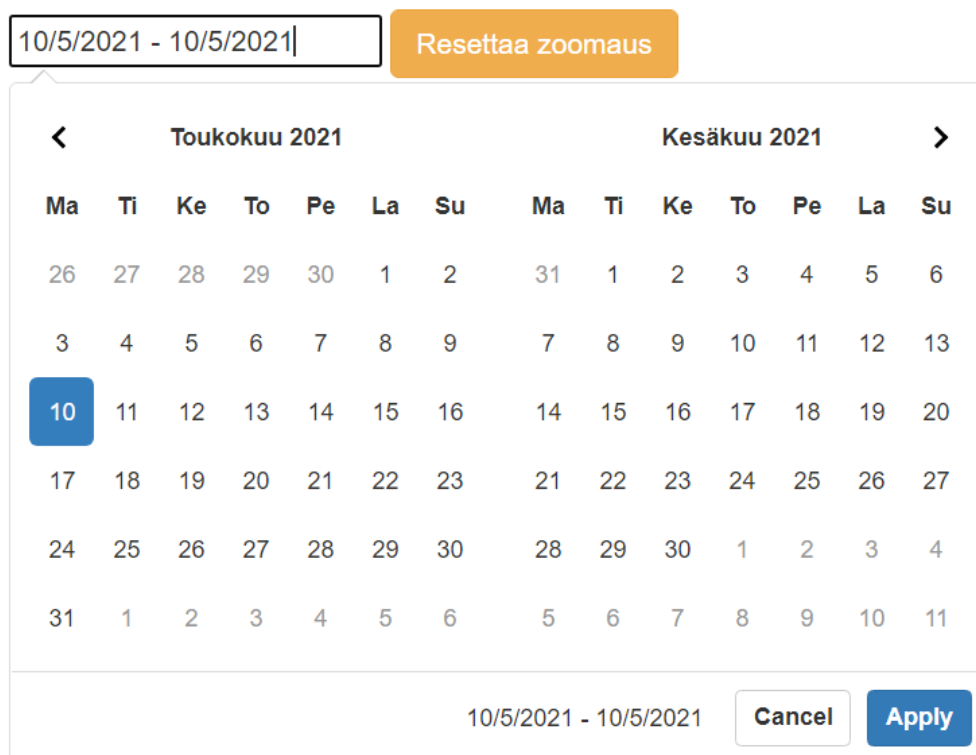 10/5/2021 - 10/5/2021
Resettaa zoomaus
Toukokuu 2021
Ma Ti Ke To Pe La Su
26 27 28 29 30 1 2
3 4 5 6 7 8 9
10 11 12 13 14 15 16
17 18 19 20 21 22 23
24 25 26 27 28 29 30
31 1 2 3 4 5 6
Kesäkuu 2021
Ma Ti Ke To Pe La Su
31 1 2 3 4 5 6
7 8 9 10 11 12 13
14 15 16 17 18 19 20
21 22 23 24 25 26 27
28 29 30 1 2 3 4
5 6 7 8 9 10 11
10/5/2021 - 10/5/2021
Cancel
Apply